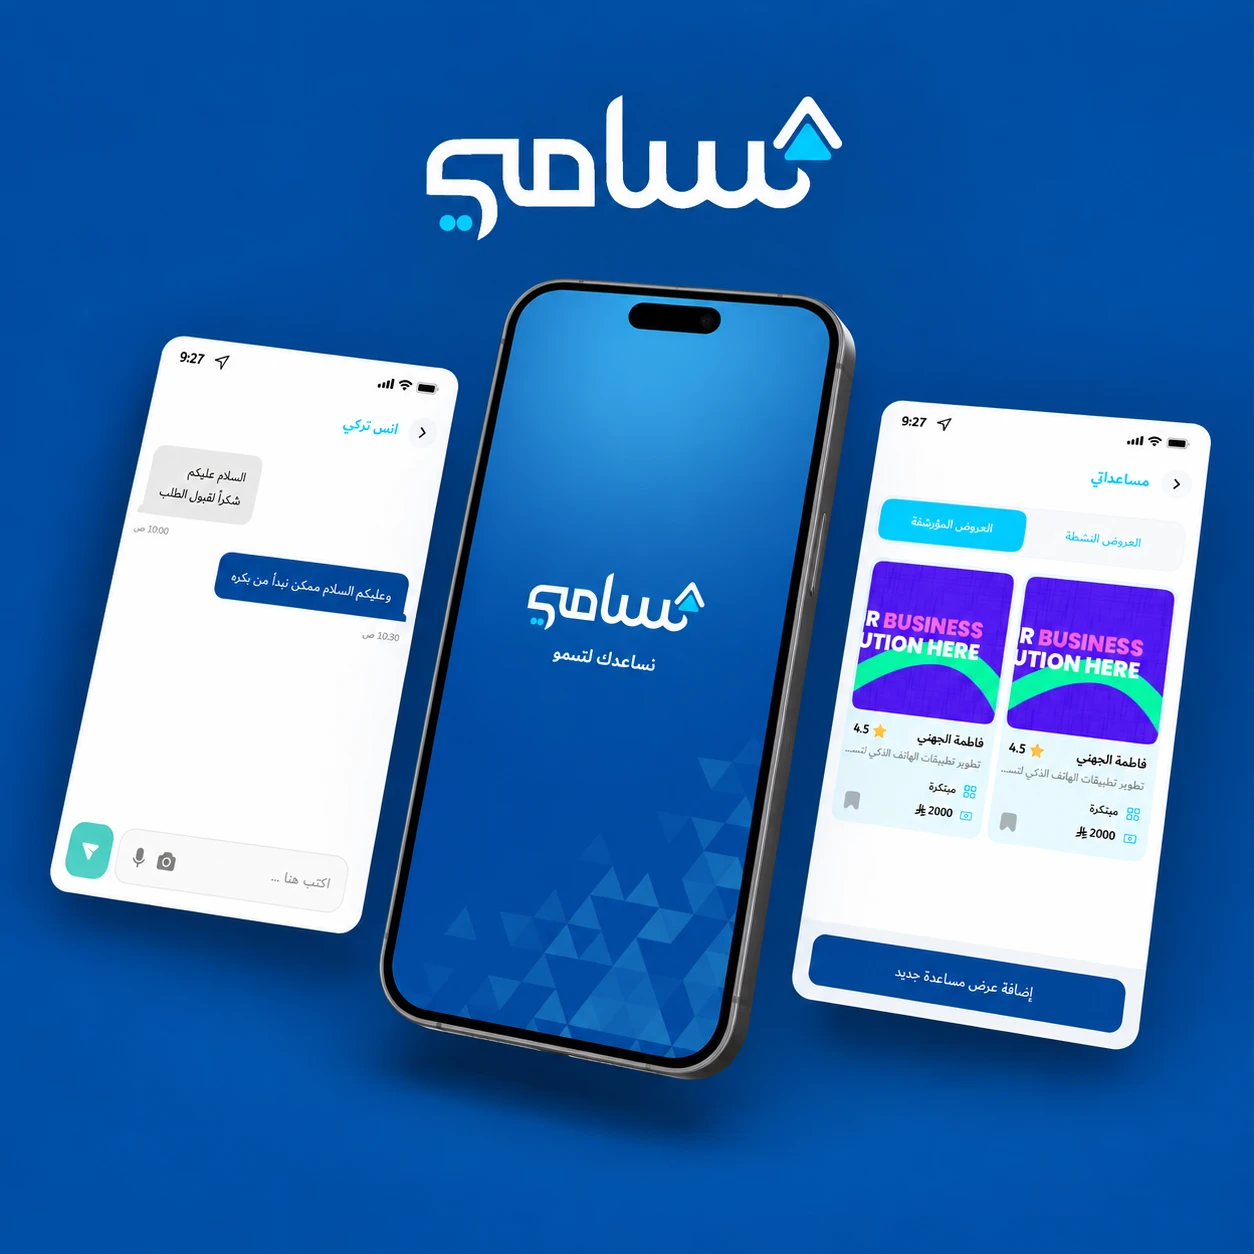 تسامي
9:27
انس تركي
السلام عليكم
شكراً لقبول الطلب
10:00 ص
وعليكم السلام ممكن نبدأ من بكره
10:30 ص
اكتب هنا ...
تسامي
نساعدك لتسمو
9:27
مساعداتي
العروض النشطة
العروض المؤرشفة
R BUSINESS
UTION HERE
فاطمة الجهني
4.5
تطوير تطبيقات الهاتف الذكي لتسـ...
مبتكرة
2000
R BUSINESS
UTION HERE
فاطمة الجهني
4.5
تطوير تطبيقات الهاتف الذكي لتسـ...
مبتكرة
2000
إضافة عرض مساعدة جديد